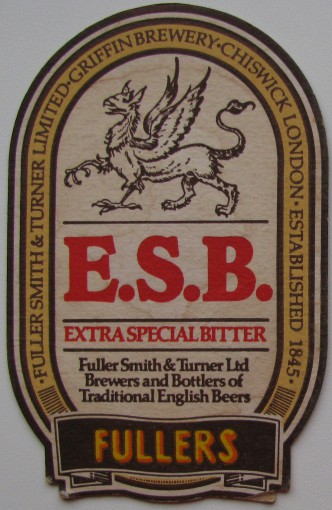 ·FULLER SMITH & TURNER LIMITED·GRIFFIN BREWERY·CHISWICK LONDON·ESTABLISHED 1845·
E.S.B.
EXTRA SPECIAL BITTER
Fuller Smith & Turner Ltd
Brewers and Bottlers of
Traditional English Beers
FULLERS